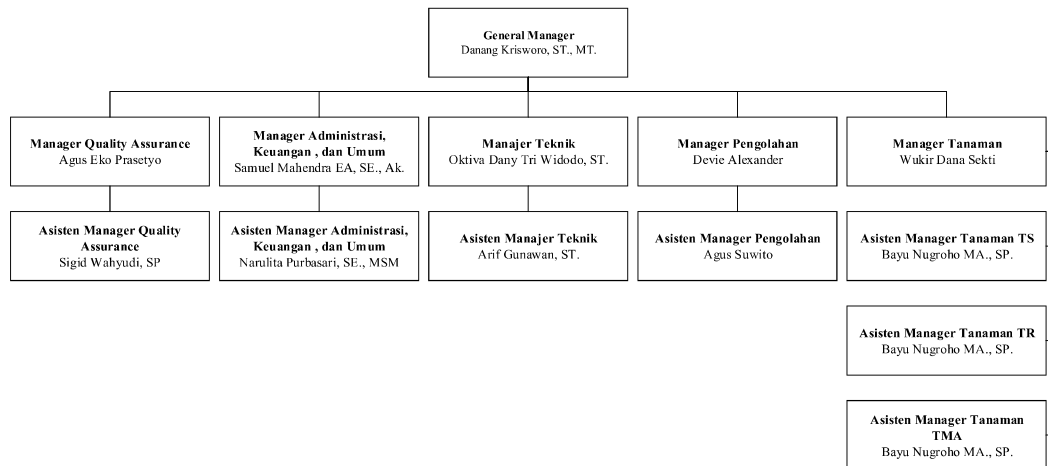 General Manager
Danang Krisworo, ST., MT.
Manager Quality Assurance
Agus Eko Prasetyo
Manager Administrasi,
Keuangan , dan Umum
Samuel Mahendra EA, SE., Ak.
Manajer Teknik
Oktiva Dany Tri Widodo, ST.
Manager Pengolahan
Devie Alexander
Manager Tanaman
Wukir Dana Sekti
Asisten Manager Quality
Assurance
Sigid Wahyudi, SP
Asisten Manager Administrasi,
Keuangan , dan Umum
Narulita Purbasari, SE., MSM
Asisten Manajer Teknik
Arif Gunawan, ST.
Asisten Manager Pengolahan
Agus Suwito
Asisten Manager Tanaman TS
Bayu Nugroho MA., SP.
Asisten Manager Tanaman TR
Bayu Nugroho MA., SP.
Asisten Manager Tanaman
TMA
Bayu Nugroho MA., SP.